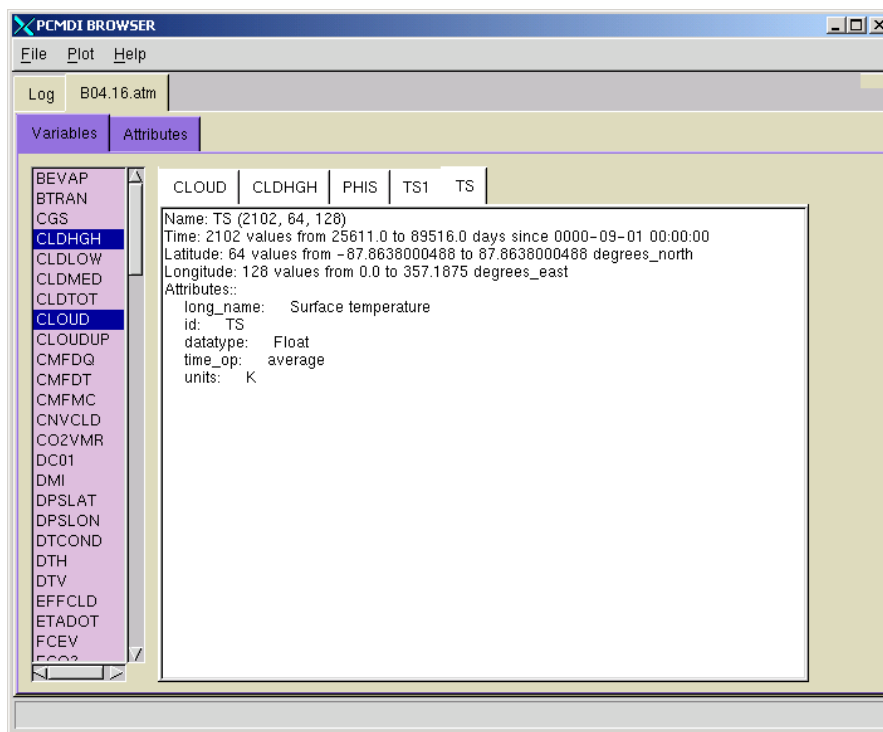 PCMDI BROWSER
File Plot Help
Log B04.16.atm
Variables Attributes
BEVAP
BTRAN
CGS
CLDHGH
CLDLOW
CLDMED
CLDTOT
CLOUD
CLOUDUP
CMFDQ
CMFDT
CMFMC
CNVCLD
CO2VMR
DC01
DMI
DPSLAT
DPSLON
DTCOND
DTH
DTV
EFFCLD
ETADOT
FCEV
CLOUD CLDHGH PHIS TS1 TS
Name: TS (2102, 64, 128)
Time: 2102 values from 25611.0 to 89516.0 days since 0000-09-01 00:00:00
Latitude: 64 values from -87.8638000488 to 87.8638000488 degrees_north
Longitude: 128 values from 0.0 to 357.1875 degrees_east
Attributes::
long_name: Surface temperature
id: TS
datatype: Float
time_op: average
units: K